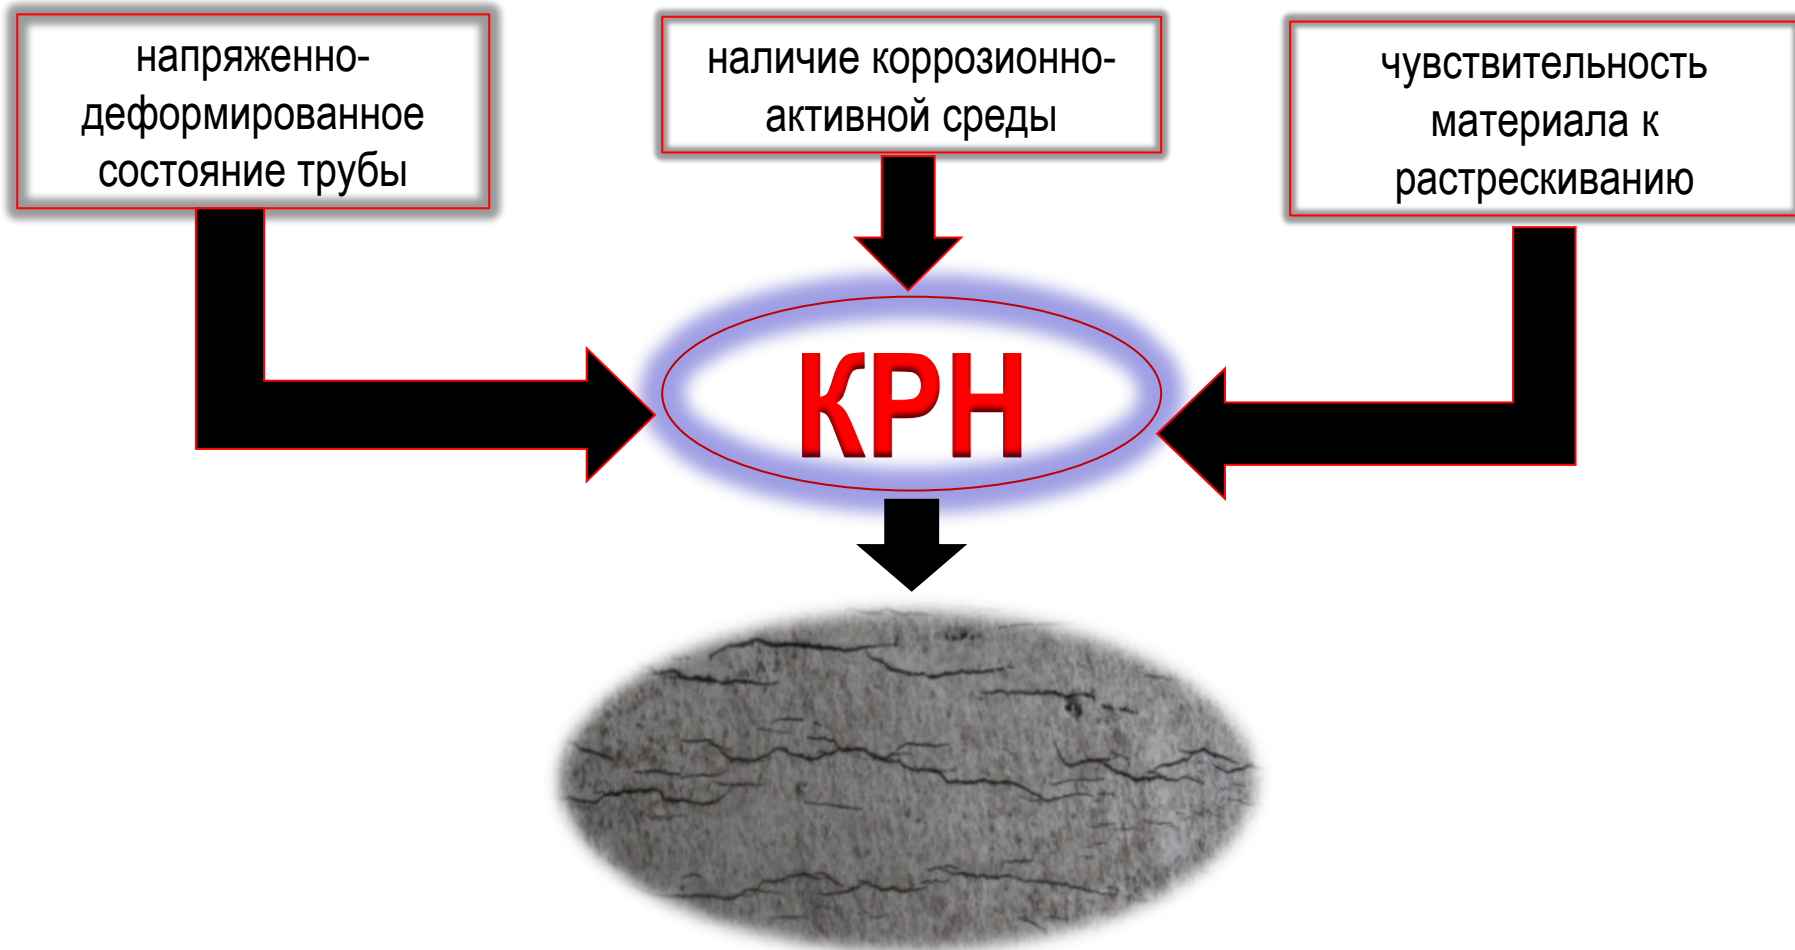 напряженно-
деформированное
состояние трубы
наличие коррозионно-
активной среды
чувствительность
материала к
растрескиванию
КРН